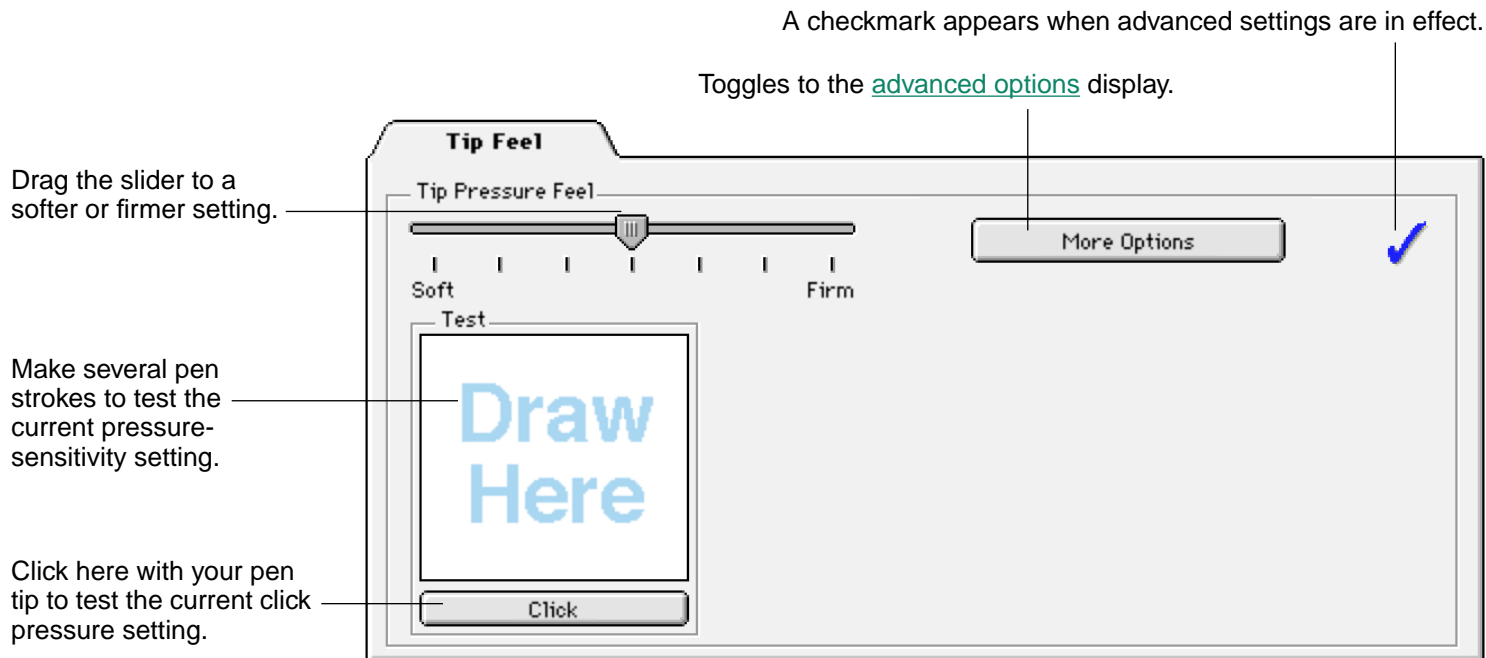 A checkmark appears when advanced settings are in effect.
Toggles to the advanced options display.
Tip Feel
Drag the slider to a
softer or firmer setting.
Tip Pressure Feel
More Options
Soft
Firm
Test
Make several pen
strokes to test the
current pressure-
sensitivity setting.
Draw
Here
Click here with your pen
tip to test the current click
pressure setting.
Click